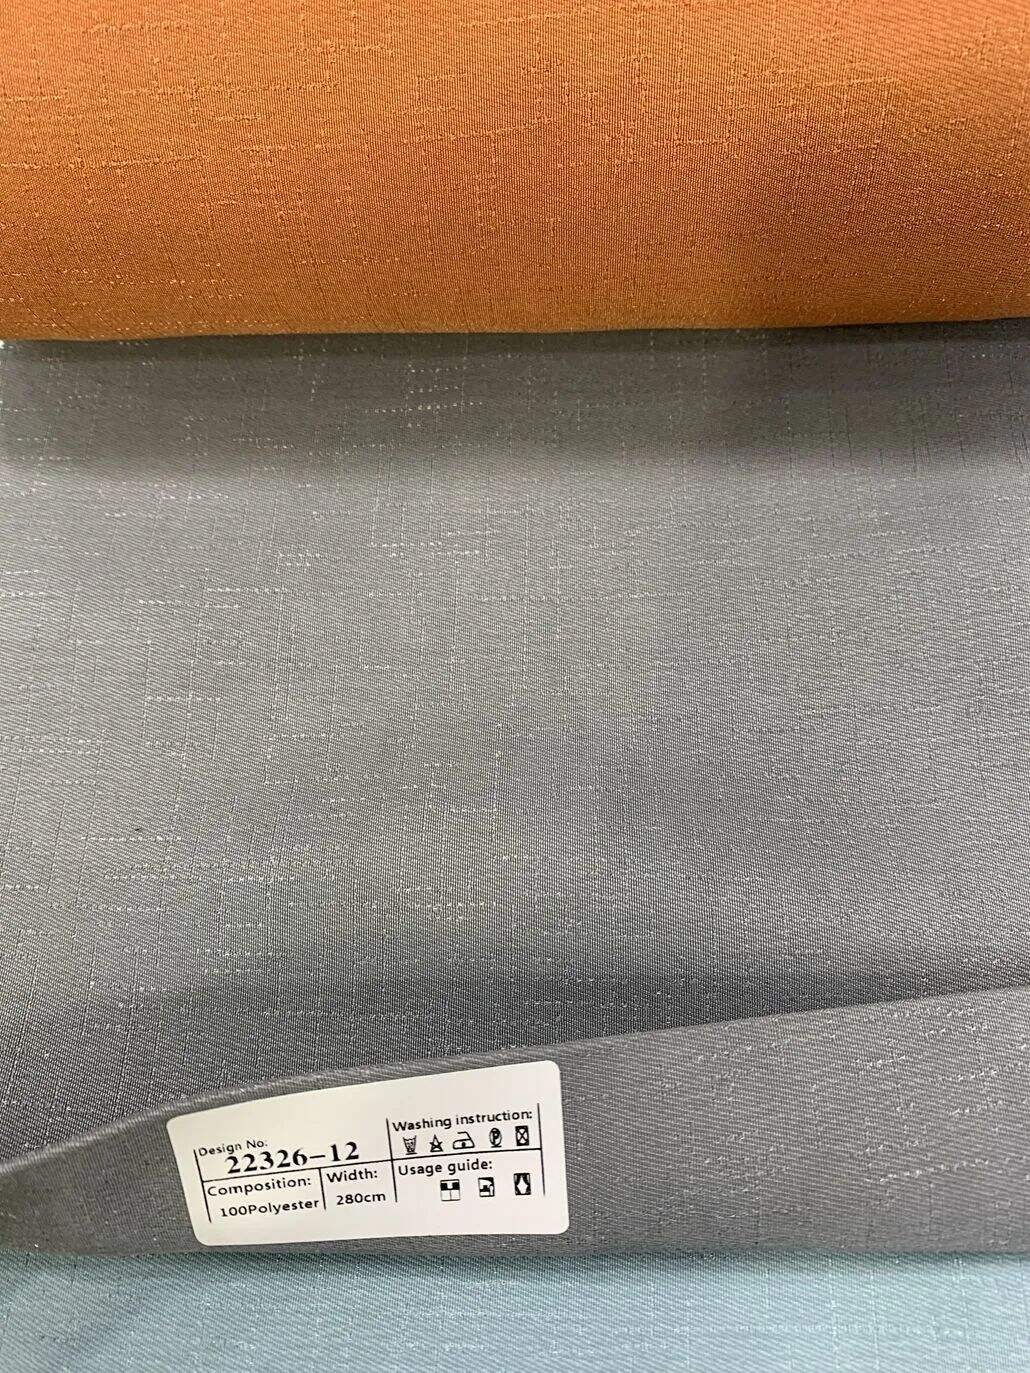 Design No:
22326-12
Composition:
100Polyester
Width:
280cm
Washing instruction:
Usage guide: